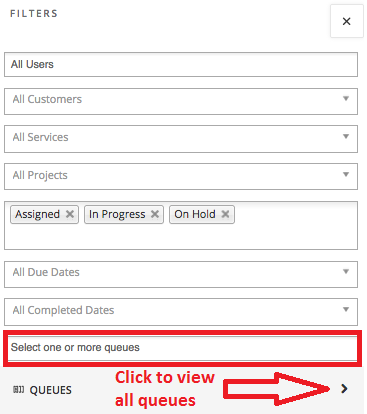 FILTERS
All Users
All Customers
All Services
All Projects
Assigned In Progress On Hold
All Due Dates
All Completed Dates
Select one or more queues
QUEUES
Click to view
all queues